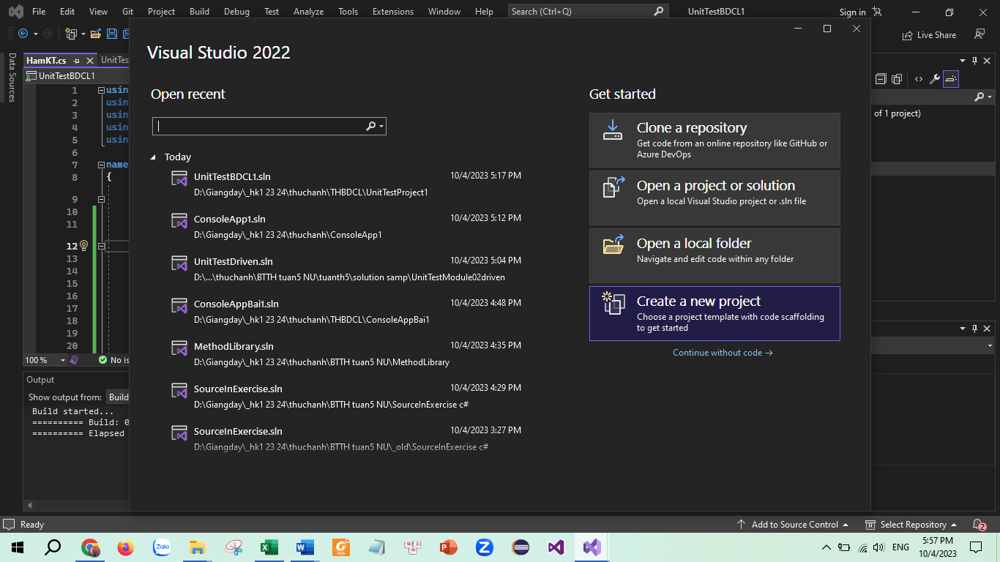 File Edit View Git Project Build Debug Test Analyze Tools Extensions Window Help Search (Ctrl+Q) UnitTestBDCL1 Sign in
Live Share
Data Sources
HamKT.cs UnitTes
UnitTestBDCL1
1 usin
2 usin
3 usin
4 usin
5 usin
6
7 name
8 {
9
10
11
12
13
14
15
16
17
18
19
20
100 % No is
Output
Show output from: Build
Build started...
========== Build: 0
========== Elapsed
of 1 project)
Visual Studio 2022
Open recent
Today
UnitTestBDCL1.sln 10/4/2023 5:17 PM
D:\Giangday\_hk1 23 24\thuchanh\THBDCL\UnitTestProject1
ConsoleApp1.sln 10/4/2023 5:12 PM
D:\Giangday\_hk1 23 24\thuchanh\ConsoleApp1
UnitTestDriven.sln 10/4/2023 5:04 PM
D:\...\thuchanh\BTTH tuan5 NU\tuanth5\solution samp\UnitTestModule02driven
ConsoleAppBai1.sln 10/4/2023 4:48 PM
D:\Giangday\_hk1 23 24\thuchanh\THBDCL\ConsoleAppBai1
MethodLibrary.sln 10/4/2023 4:35 PM
D:\Giangday\_hk1 23 24\thuchanh\BTTH tuan5 NU\MethodLibrary
SourceInExercise.sln 10/4/2023 4:29 PM
D:\Giangday\_hk1 23 24\thuchanh\BTTH tuan5 NU\SourceInExercise c#
SourceInExercise.sln 10/4/2023 3:27 PM
D:\Giangday\_hk1 23 24\thuchanh\BTTH tuan5 NU\_old\SourceInExercise c#
Get started
Clone a repository
Get code from an online repository like GitHub or
Azure DevOps
Open a project or solution
Open a local Visual Studio project or .sln file
Open a local folder
Navigate and edit code within any folder
Create a new project
Choose a project template with code scaffolding
to get started
Continue without code →
Ready Add to Source Control Select Repository 2
Zalo PDF Z P ENG 5:57 PM
10/4/2023